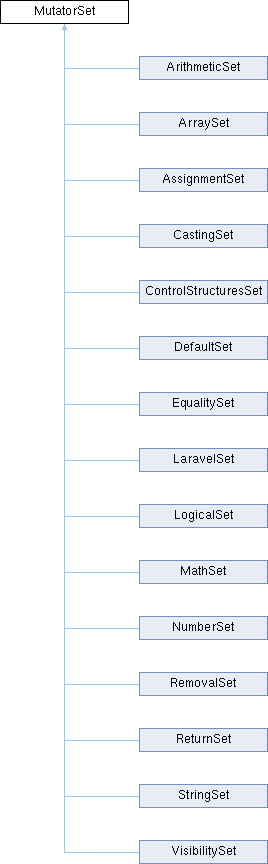 MutatorSet
ArithmeticSet
ArraySet
AssignmentSet
CastingSet
ControlStructuresSet
DefaultSet
EqualitySet
LaravelSet
LogicalSet
MathSet
NumberSet
RemovalSet
ReturnSet
StringSet
VisibilitySet